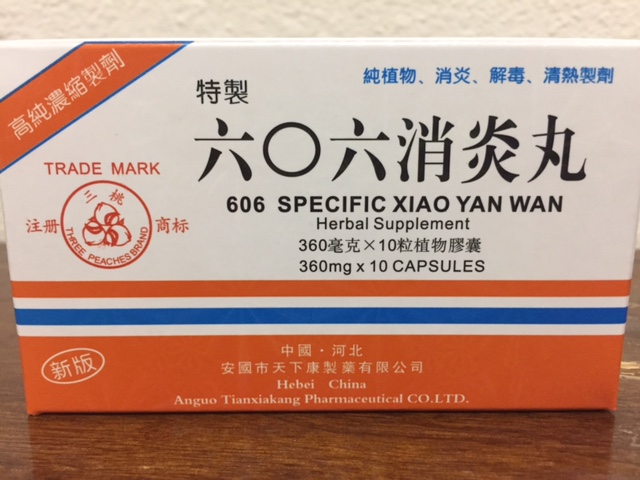 高純濃縮製劑
純植物、消炎、解毒、清熱製劑
特製
六〇六消炎丸
606 SPECIFIC XIAO YAN WAN
Herbal Supplement
360毫克×10粒植物膠囊
360mg x 10 CAPSULES
TRADE MARK
三桃
注册 商标
THREE PEACHES BRAND
新版
中國·河北
安國市天下康製藥有限公司
Hebei China
Anguo Tianxiakang Pharmaceutical CO.LTD.